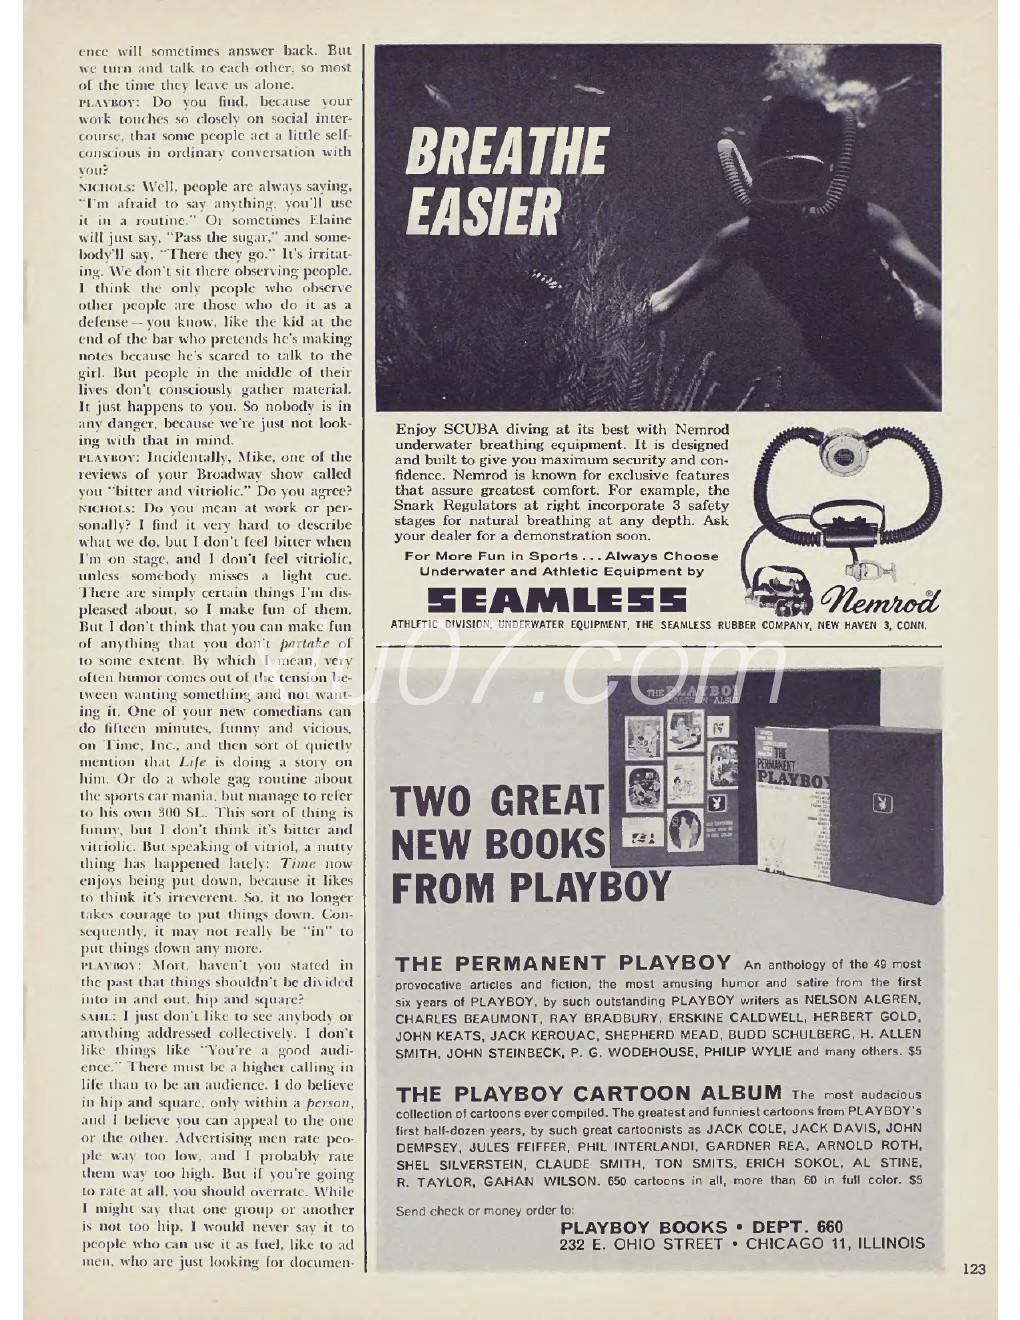 ence will sometimes answer back. But
we turn and talk to each other, so most
of the time they leave us alone.
PLAYBOY: Do you find, because your
work touches so closely on social inter-
course, that some people act a little self-
conscious in ordinary conversation with
you?
NICHOLS: Well, people are always saying,
"I'm afraid to say anything, you'll use
it in a routine." Or sometimes Elaine
will just say, "Pass the sugar," and some-
body'll say, "There they go." It's irritat-
ing. We don't sit there observing people.
I think the only people who observe
other people are those who do it as a
defense — you know, like the kid at the
end of the bar who pretends he's making
notes because he's scared to talk to the
girl. But people in the middle of their
lives don't consciously gather material.
It just happens to you. So nobody is in
any danger, because we're just not look-
ing with that in mind.
PLAYBOY: Incidentally, Mike, one of the
reviews of your Broadway show called
you "bitter and vitriolic." Do you agree?
NICHOLS: Do you mean at work or per-
sonally? I find it very hard to describe
what we do, but I don't feel bitter when
I'm on stage, and I don't feel vitriolic,
unless somebody misses a light cue.
There are simply certain things I'm dis-
pleased about, so I make fun of them.
But I don't think that you can make fun
of anything that you don't partake of
to some extent. By which I mean, very
often humor comes out of the tension be-
tween wanting something and not want-
ing it. One of your new comedians can
do fifteen minutes, funny and vicious,
on Time, Inc., and then sort of quietly
mention that Life is doing a story on
him. Or do a whole gag routine about
the sports car mania, but manage to refer
to his own 300 SL. This sort of thing is
funny, but I don't think it's bitter and
vitriolic. But speaking of vitriol, a nutty
thing has happened lately: Time now
enjoys being put down, because it likes
to think it's irreverent. So, it no longer
takes courage to put things down. Con-
sequently, it may not really be "in" to
put things down any more.
PLAYBOY: Mort, haven't you stated in
the past that things shouldn't be divided
into in and out, hip and square?
SAHL: I just don't like to see anybody or
anything addressed collectively. I don't
like things like "You're a good audi-
ence." There must be a higher calling in
life than to be an audience. I do believe
in hip and square, only within a person,
and I believe you can appeal to the one
or the other. Advertising men rate peo-
ple way too low, and I probably rate
them way too high. But if you're going
to rate at all, you should overrate. While
I might say that one group or another
is not too hip, I would never say it to
people who can use it as fuel, like to ad
men, who are just looking for documen-
BREATHE
EASIER
Enjoy SCUBA diving at its best with Nemrod
underwater breathing equipment. It is designed
and built to give you maximum security and con-
fidence. Nemrod is known for exclusive features
that assure greatest comfort. For example, the
Snark Regulators at right incorporate 3 safety
stages for natural breathing at any depth. Ask
your dealer for a demonstration soon.
For More Fun in Sports . . . Always Choose
Underwater and Athletic Equipment by
SEAMLESS
Nemrod®
ATHLETIC DIVISION, UNDERWATER EQUIPMENT, THE SEAMLESS RUBBER COMPANY, NEW HAVEN 3, CONN.
xiu07.com
THE PLAYBOY
CARTOON ALBUM
THE
PERMANENT
PLAYBOY
TWO GREAT
NEW BOOKS
FROM PLAYBOY
THE PERMANENT PLAYBOY An anthology of the 49 most
provocative articles and fiction, the most amusing humor and satire from the first
six years of PLAYBOY, by such outstanding PLAYBOY writers as NELSON ALGREN,
CHARLES BEAUMONT, RAY BRADBURY, ERSKINE CALDWELL, HERBERT GOLD,
JOHN KEATS, JACK KEROUAC, SHEPHERD MEAD, BUDD SCHULBERG, H. ALLEN
SMITH, JOHN STEINBECK, P. G. WODEHOUSE, PHILIP WYLIE and many others. $5
THE PLAYBOY CARTOON ALBUM The most audacious
collection of cartoons ever compiled. The greatest and funniest cartoons from PLAYBOY's
first half-dozen years, by such great cartoonists as JACK COLE, JACK DAVIS, JOHN
DEMPSEY, JULES FEIFFER, PHIL INTERLANDI, GARDNER REA, ARNOLD ROTH,
SHEL SILVERSTEIN, CLAUDE SMITH, TON SMITS, ERICH SOKOL, AL STINE,
R. TAYLOR, GAHAN WILSON. 650 cartoons in all, more than 60 in full color. $5
Send check or money order to:
PLAYBOY BOOKS • DEPT. 660
232 E. OHIO STREET • CHICAGO 11, ILLINOIS
123